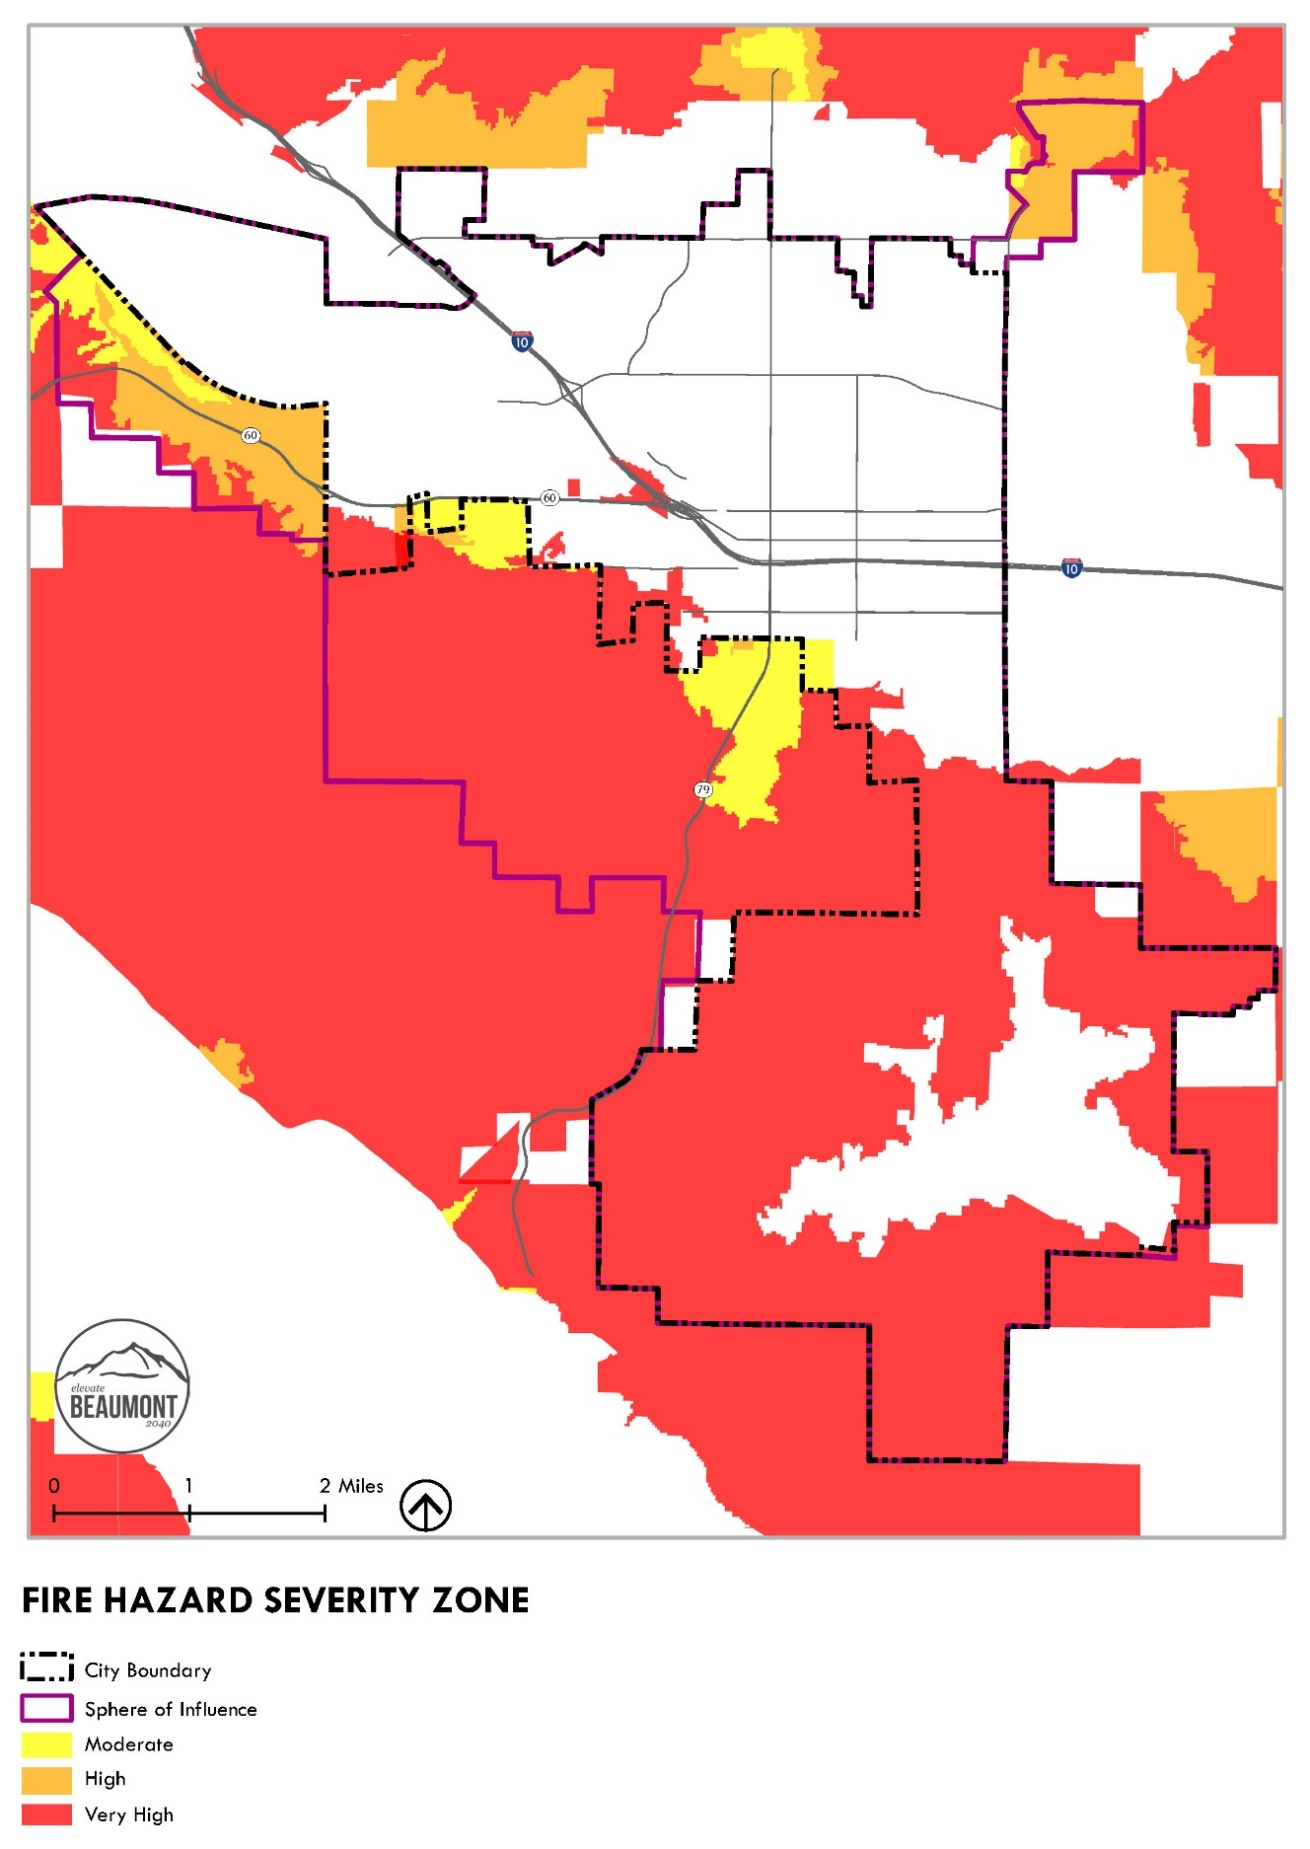 10
60
60
10
79
elevate
BEAUMONT
2040
0 1 2 Miles
FIRE HAZARD SEVERITY ZONE
City Boundary
Sphere of Influence
Moderate
High
Very High